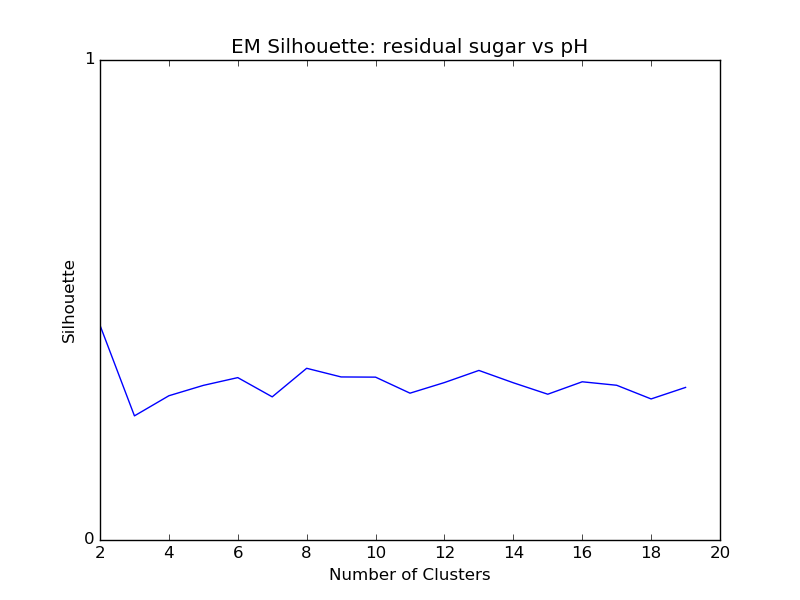 EM Silhouette: residual sugar vs pH
1
Silhouette
0
2 4 6 8 10 12 14 16 18 20
Number of Clusters